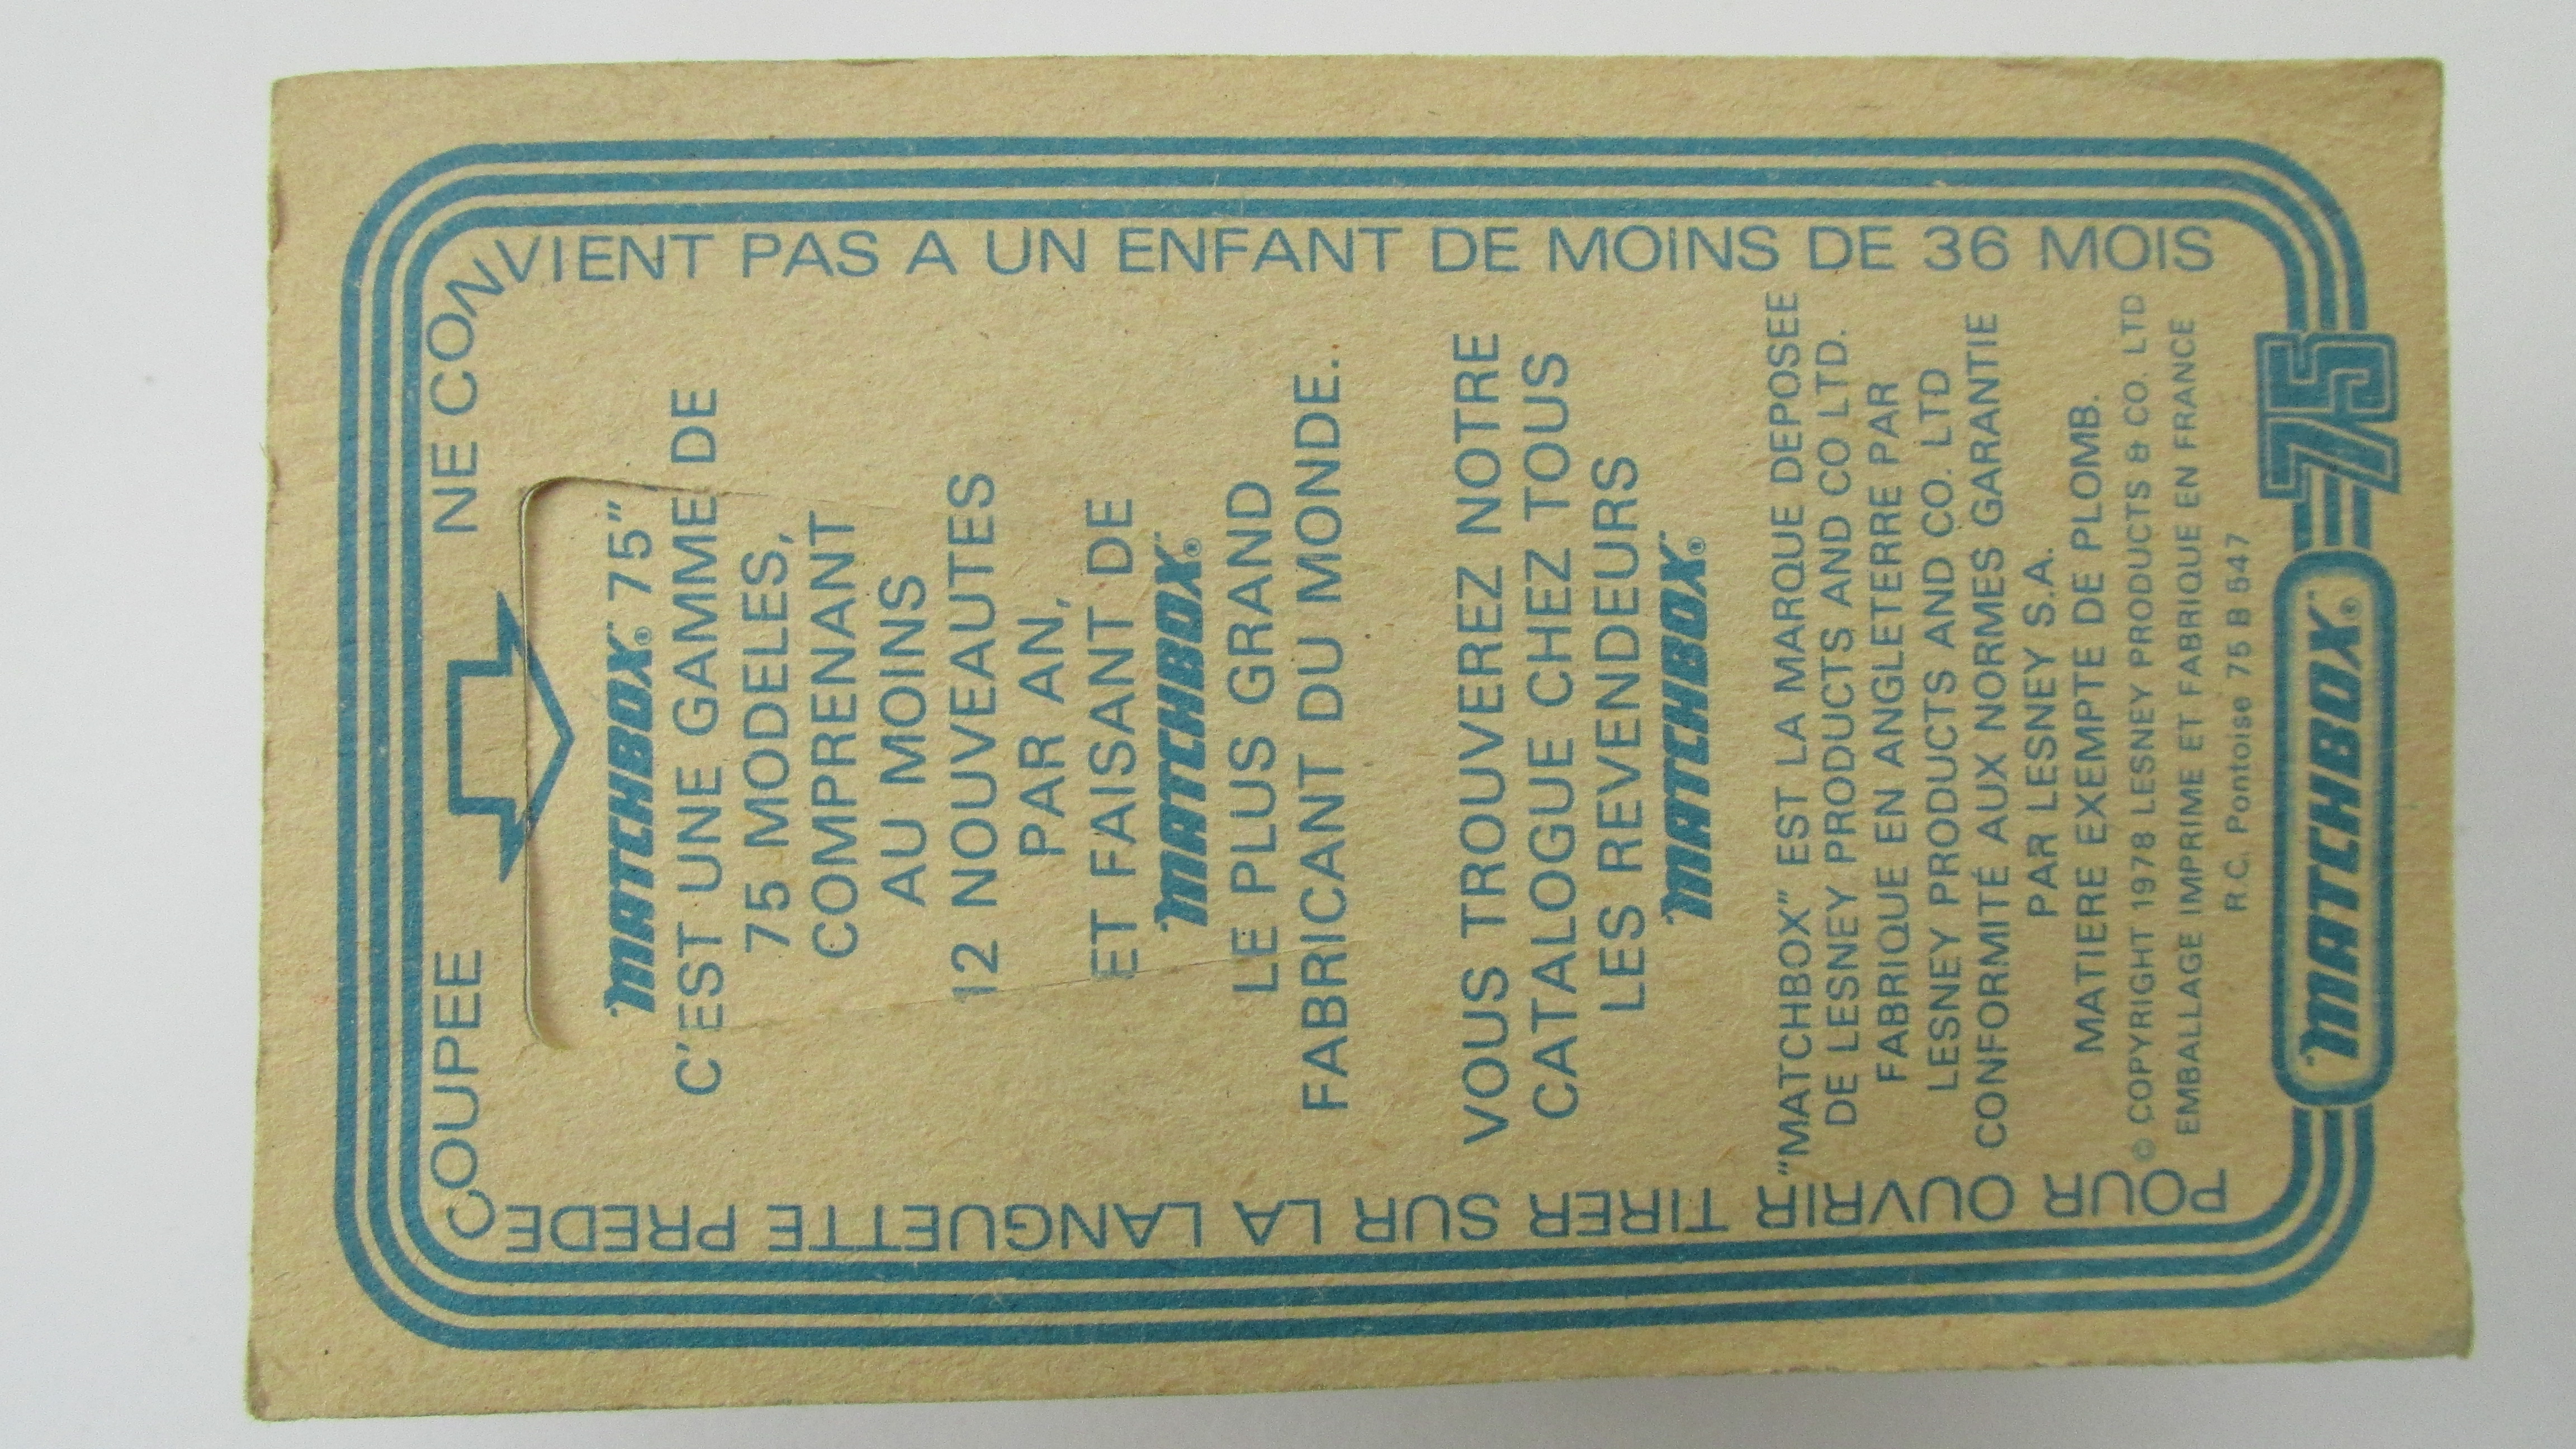 POUR OUVRIR TIRER SUR LA LANGUETTE PREDECOUPEE
NE CONVIENT PAS A UN ENFANT DE MOINS DE 36 MOIS
"MATCHBOX"® 75"
C'EST UNE GAMME DE
75 MODELES,
COMPRENANT
AU MOINS
12 NOUVEAUTES
PAR AN,
ET FAISANT DE
"MATCHBOX"®
LE PLUS GRAND
FABRICANT DU MONDE.
VOUS TROUVEREZ NOTRE
CATALOGUE CHEZ TOUS
LES REVENDEURS
"MATCHBOX"®
"MATCHBOX" EST LA MARQUE DEPOSEE
DE LESNEY PRODUCTS AND CO LTD.
FABRIQUE EN ANGLETERRE PAR
LESNEY PRODUCTS AND CO. LTD
CONFORMITÉ AUX NORMES GARANTIE
PAR LESNEY S.A.
MATIERE EXEMPTE DE PLOMB.
© COPYRIGHT 1978 LESNEY PRODUCTS & CO. LTD
EMBALLAGE IMPRIME ET FABRIQUE EN FRANCE
R.C. Pontoise 75 B 547
"MATCHBOX"® 75